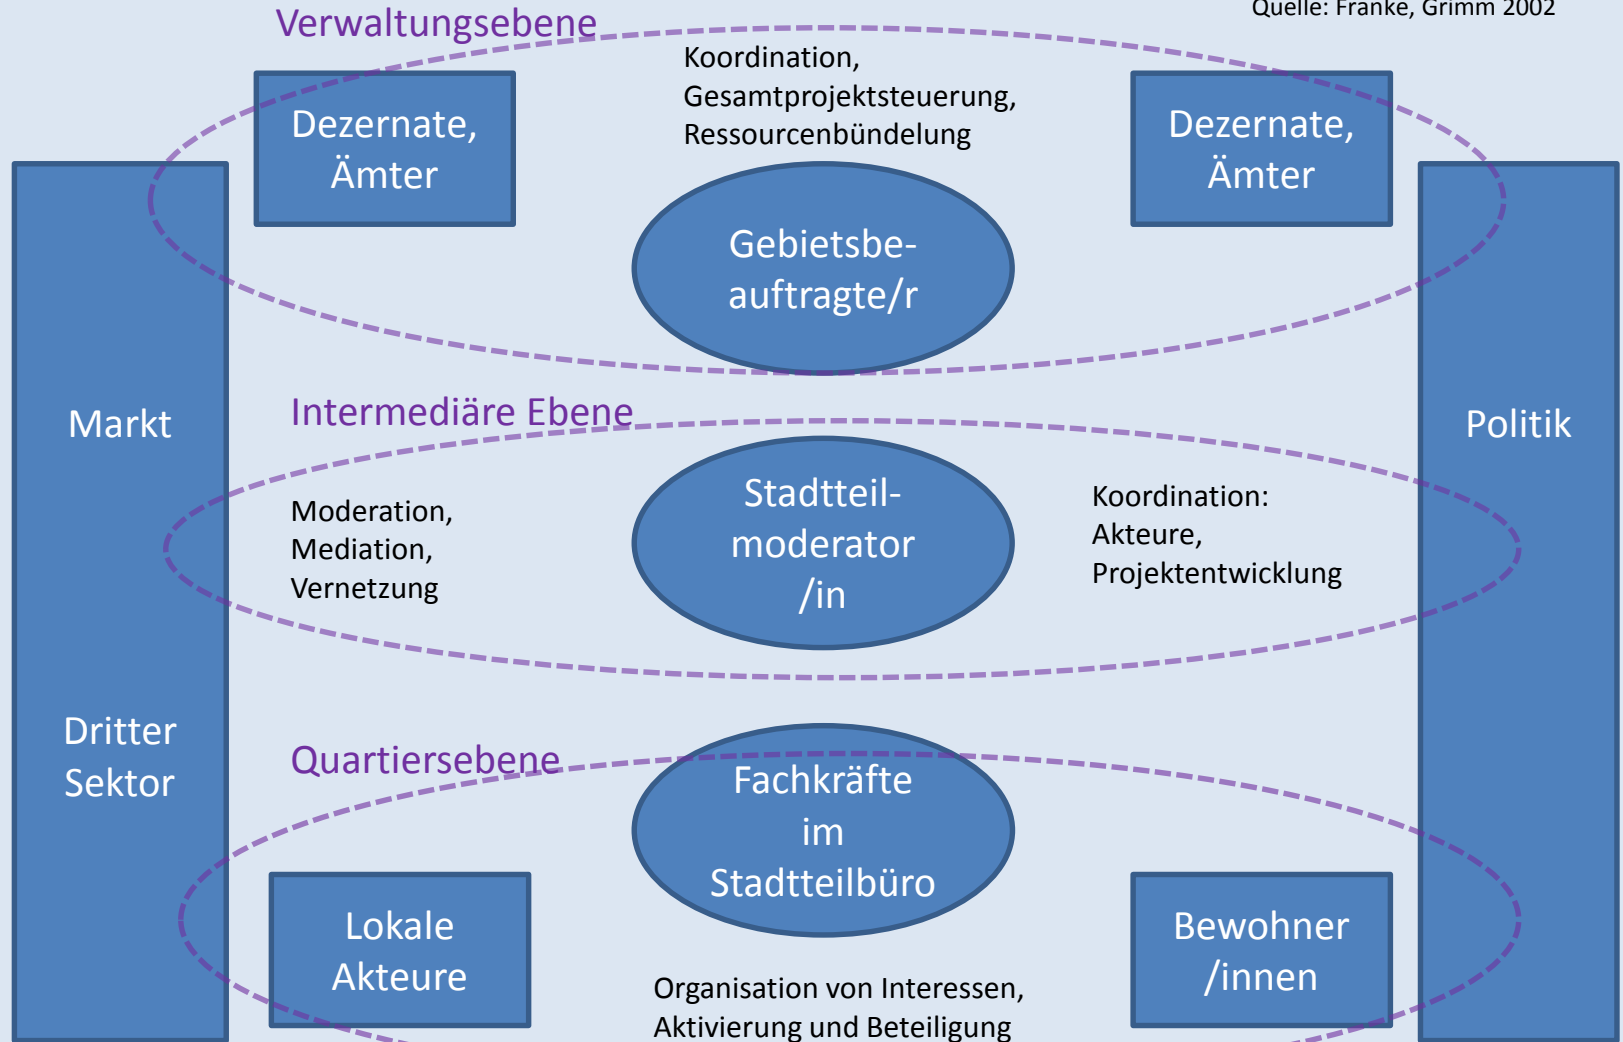 Verwaltungsebene
Quelle: Franke, Grimm 2002
Koordination,
Gesamtprojektsteuerung,
Ressourcenbündelung
Dezernate,
Ämter
Dezernate,
Ämter
Gebietsbe-
auftragte/r
Markt
Dritter
Sektor
Politik
Intermediäre Ebene
Moderation,
Mediation,
Vernetzung
Stadtteil-
moderator
/in
Koordination:
Akteure,
Projektentwicklung
Quartiersebene
Fachkräfte
im
Stadtteilbüro
Lokale
Akteure
Bewohner
/innen
Organisation von Interessen,
Aktivierung und Beteiligung